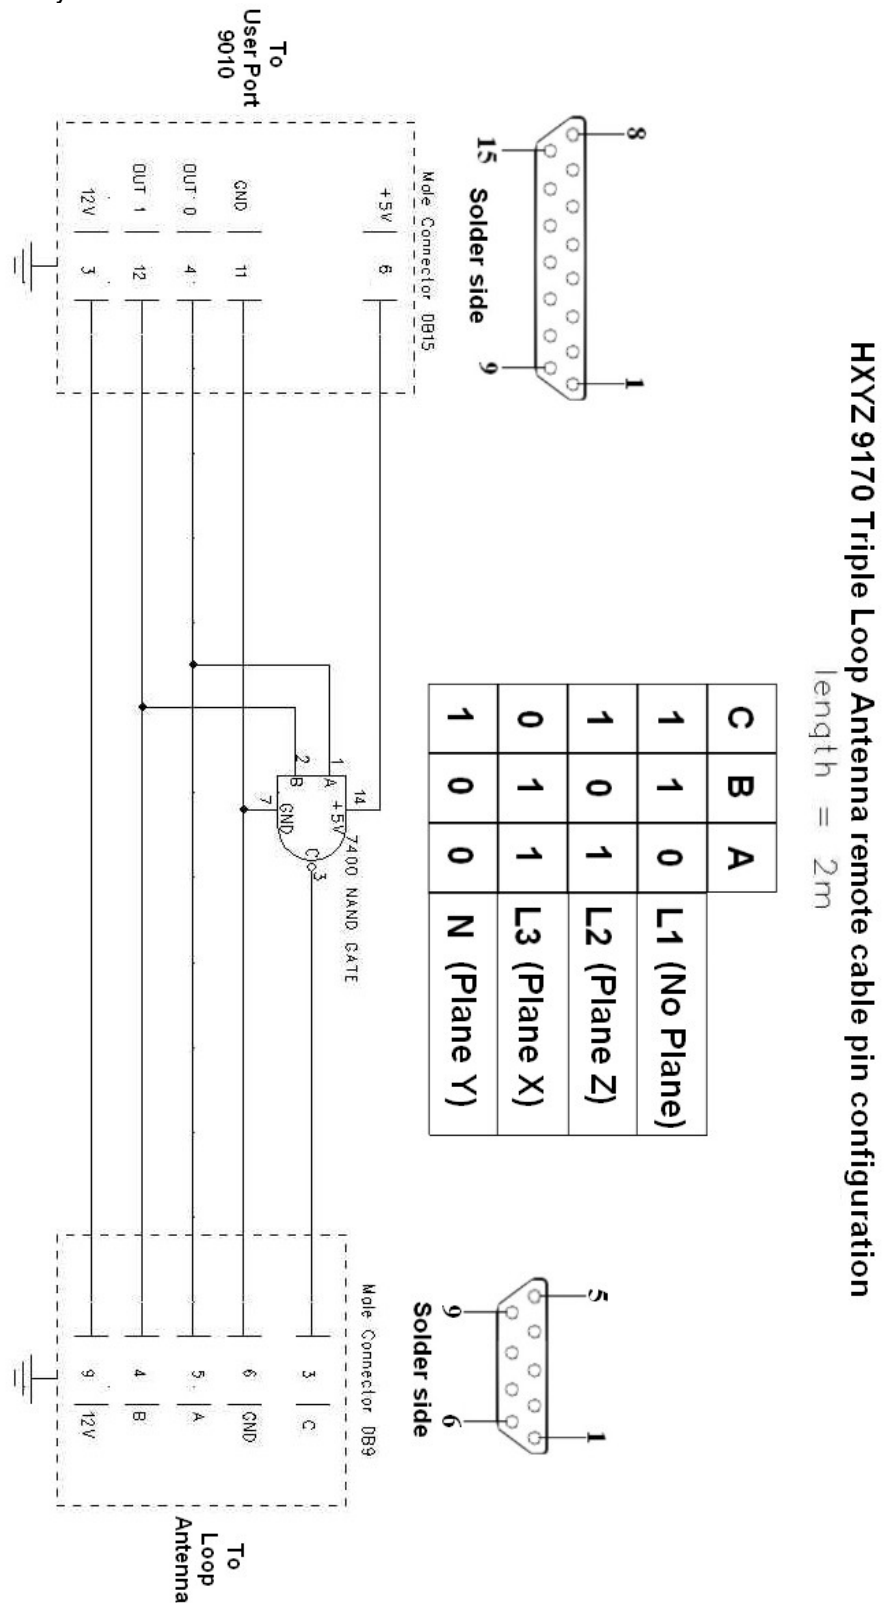 HXYZ 9170 Triple Loop Antenna remote cable pin configuration
length = 2m
8
1
15
9
Solder side
C B A
1 1 0 L1 (No Plane)
1 0 1 L2 (Plane Z)
0 1 1 L3 (Plane X)
1 0 0 N (Plane Y)
5
1
9
6
Solder side
Male Connector DB15
+5V 6
GND 11
OUT 0 4
OUT 1 12
12V 3
To
User Port
9010
14
+5V
7400 NAND GATE
1 A
2 B
C 3
GND
7
Male Connector DB9
3 C
6 GND
5 A
4 B
9 12V
To
Loop
Antenna